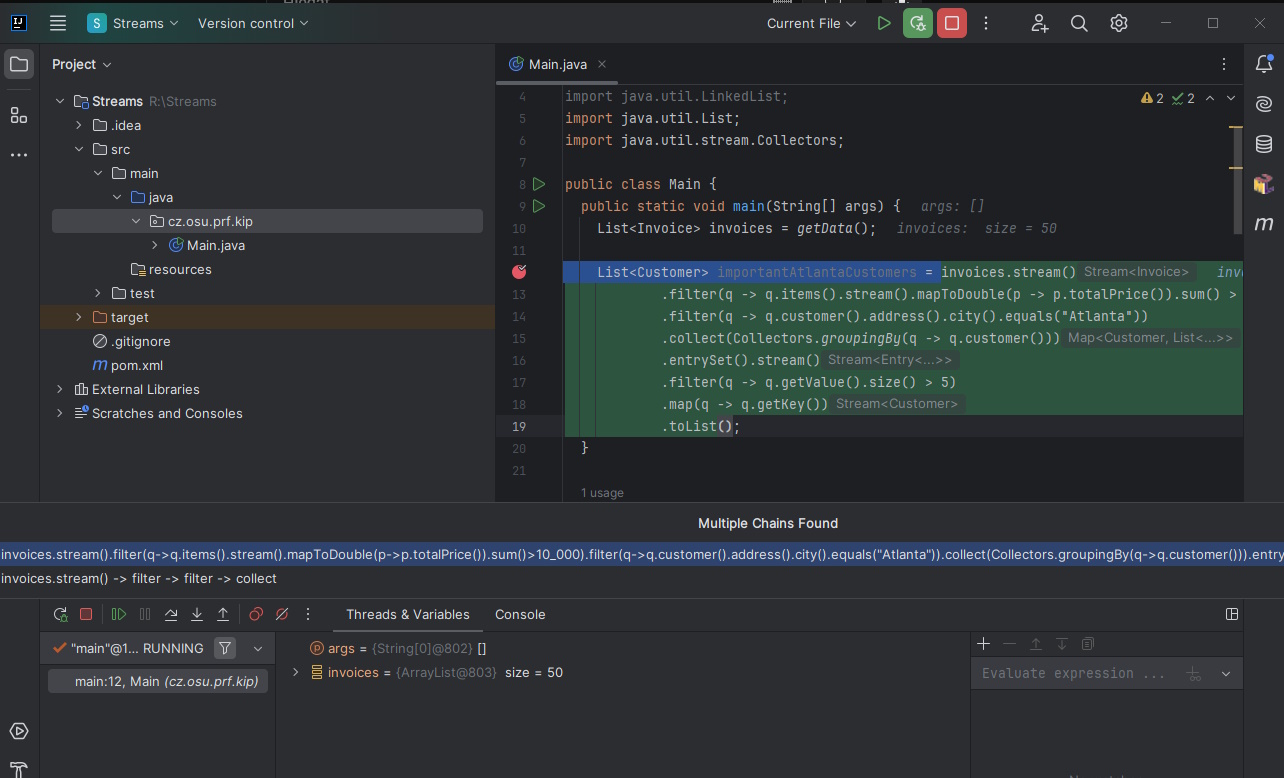 Streams
Version control
Current File
Project
Streams R:\Streams
.idea
src
main
java
cz.osu.prf.kip
Main.java
resources
test
target
.gitignore
m pom.xml
External Libraries
Scratches and Consoles
Main.java
2 2
4 import java.util.LinkedList;
5 import java.util.List;
6 import java.util.stream.Collectors;
7
8 public class Main {
9 public static void main(String[] args) { args: []
10 List<Invoice> invoices = getData(); invoices: size = 50
11
List<Customer> importantAtlantaCustomers = invoices.stream() Stream<Invoice> inv
13 .filter(q -> q.items().stream().mapToDouble(p -> p.totalPrice()).sum() >
14 .filter(q -> q.customer().address().city().equals("Atlanta"))
15 .collect(Collectors.groupingBy(q -> q.customer())) Map<Customer, List<...>>
16 .entrySet().stream() Stream<Entry<...>>
17 .filter(q -> q.getValue().size() > 5)
18 .map(q -> q.getKey()) Stream<Customer>
19 .toList();
20 }
21
1 usage
Multiple Chains Found
invoices.stream().filter(q->q.items().stream().mapToDouble(p->p.totalPrice()).sum()>10_000).filter(q->q.customer().address().city().equals("Atlanta")).collect(Collectors.groupingBy(q->q.customer())).entry
invoices.stream() -> filter -> filter -> collect
Threads & Variables
Console
"main"@1... RUNNING
main:12, Main (cz.osu.prf.kip)
args = {String[0]@802} []
invoices = {ArrayList@803} size = 50
Evaluate expression ...